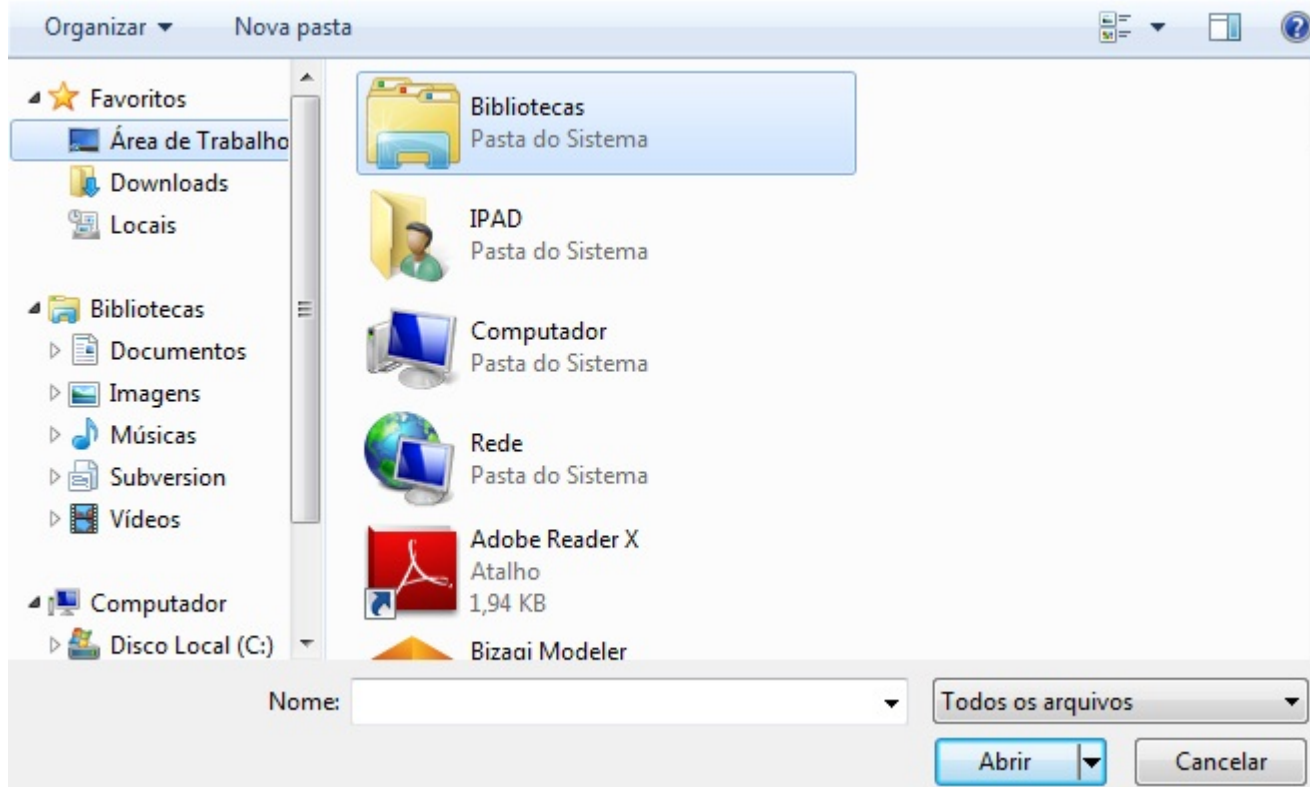 Organizar
Nova pasta
Favoritos
Área de Trabalho
Downloads
Locais
Bibliotecas
Documentos
Imagens
Músicas
Subversion
Vídeos
Computador
Disco Local (C:)
Bibliotecas
Pasta do Sistema
IPAD
Pasta do Sistema
Computador
Pasta do Sistema
Rede
Pasta do Sistema
Adobe Reader X
Atalho
1,94 KB
Bizagi Modeler
Nome:
Todos os arquivos
Abrir
Cancelar